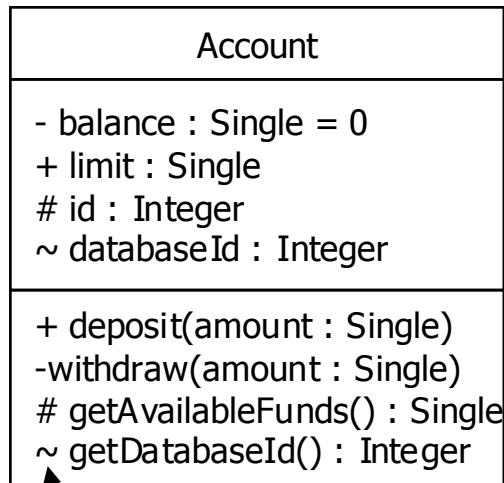 Account
- balance : Single = 0
+ limit : Single
# id : Integer
~ databaseId : Integer
+ deposit(amount : Single)
-withdraw(amount : Single)
# getAvailableFunds() : Single
~ getDatabaseId() : Integer